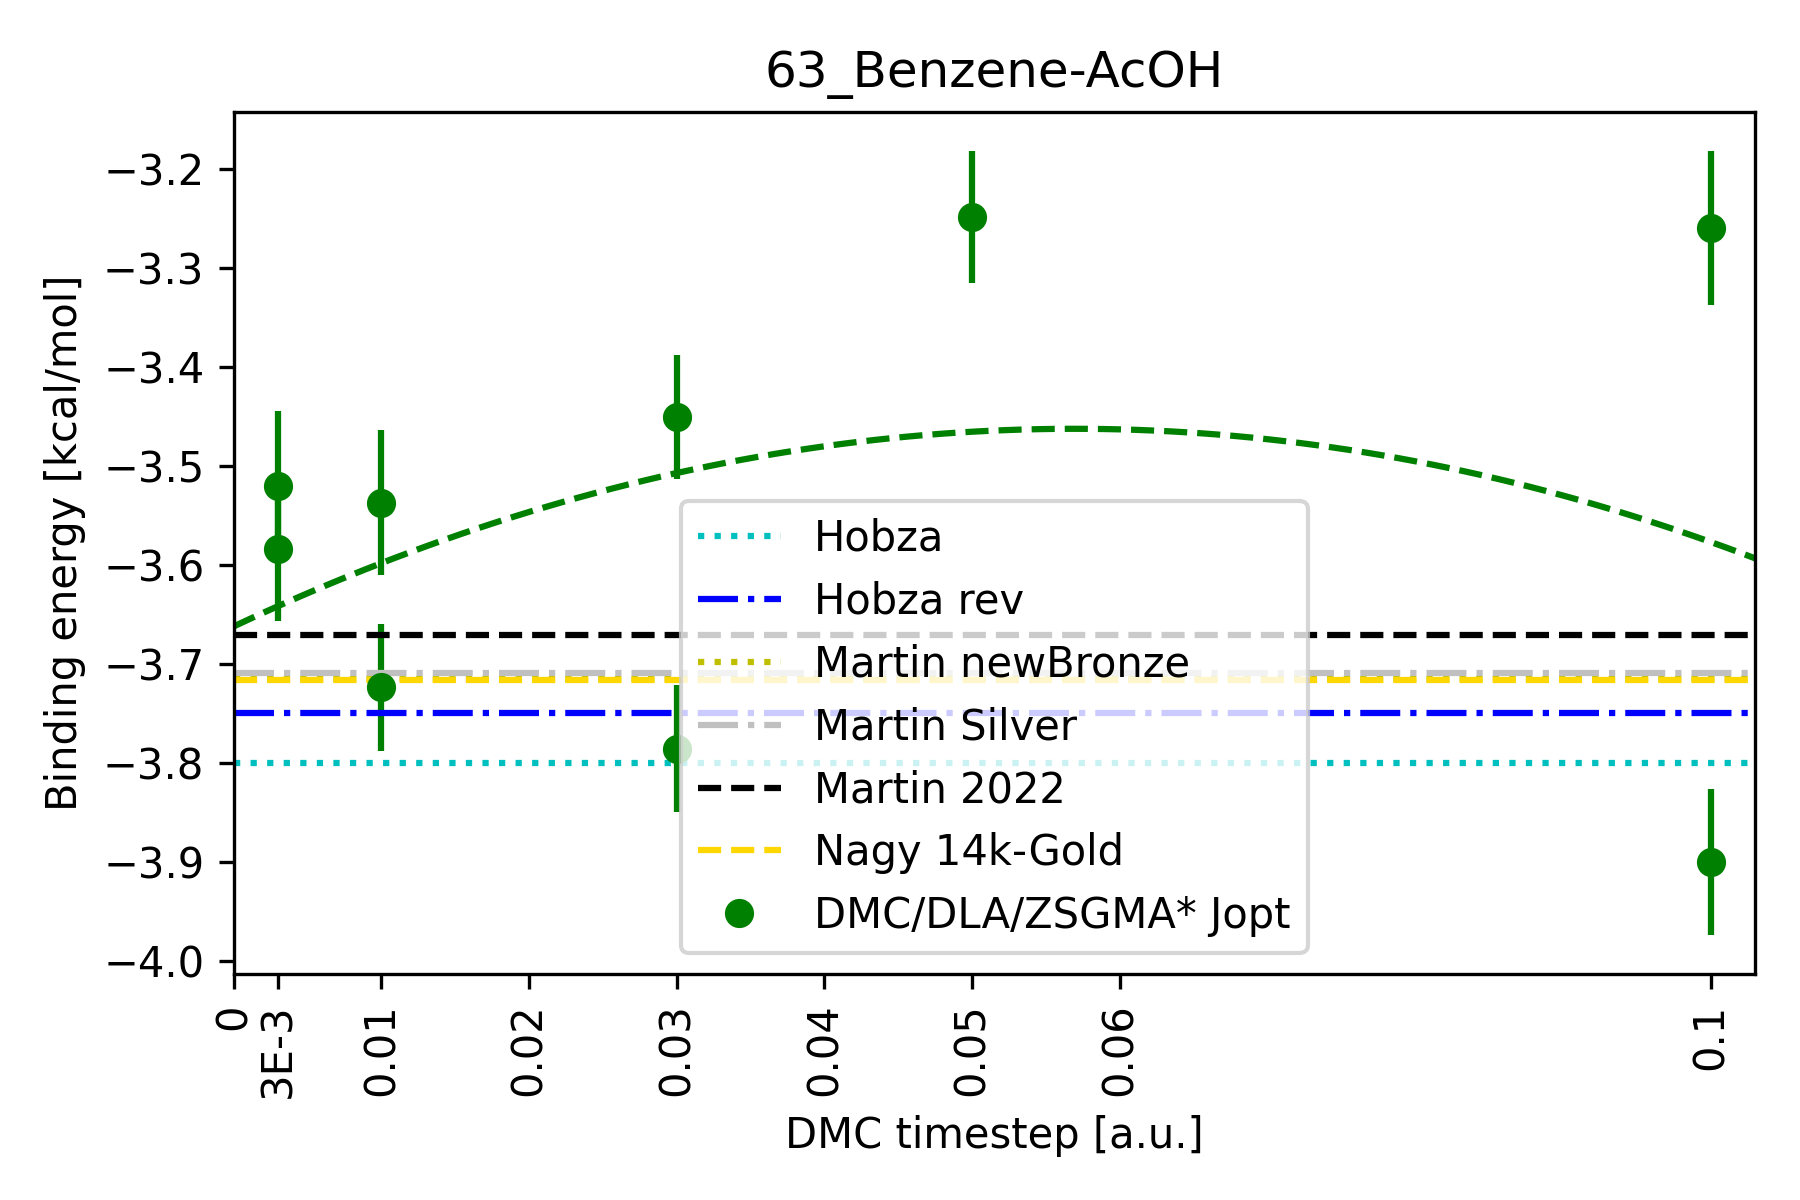 63_Benzene-AcOH
Binding energy [kcal/mol]
−3.2
−3.3
−3.4
−3.5
−3.6
−3.7
−3.8
−3.9
−4.0
Hobza
Hobza rev
Martin newBronze
Martin Silver
Martin 2022
Nagy 14k-Gold
DMC/DLA/ZSGMA* Jopt
0
3E-3
0.01
0.02
0.03
0.04
0.05
0.06
0.1
DMC timestep [a.u.]